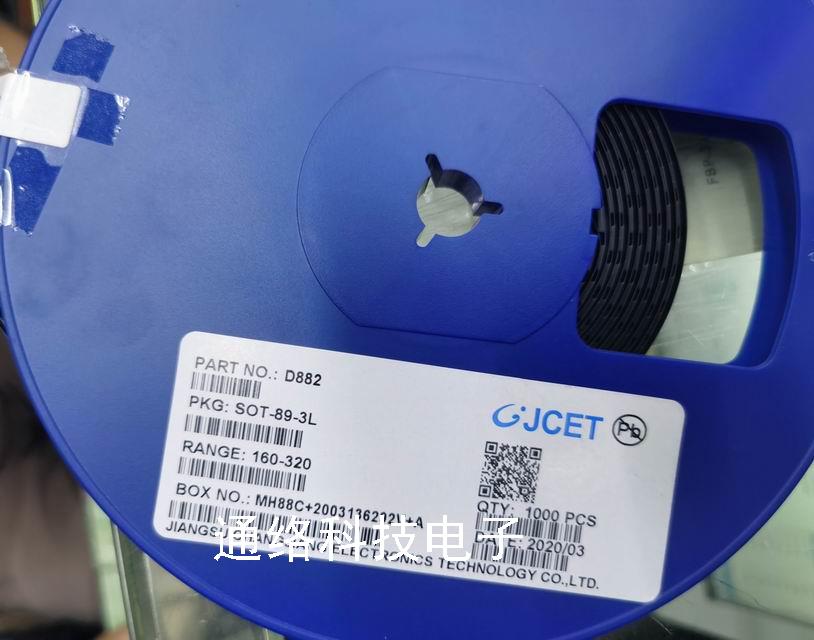 PART NO.: D882
PKG: SOT-89-3L
RANGE: 160-320
BOX NO.: MH88C+
JCET
Pb
QTY: 1000 PCS
2020/03
ELECTRONICS TECHNOLOGY CO.,LTD.
通络科技电子